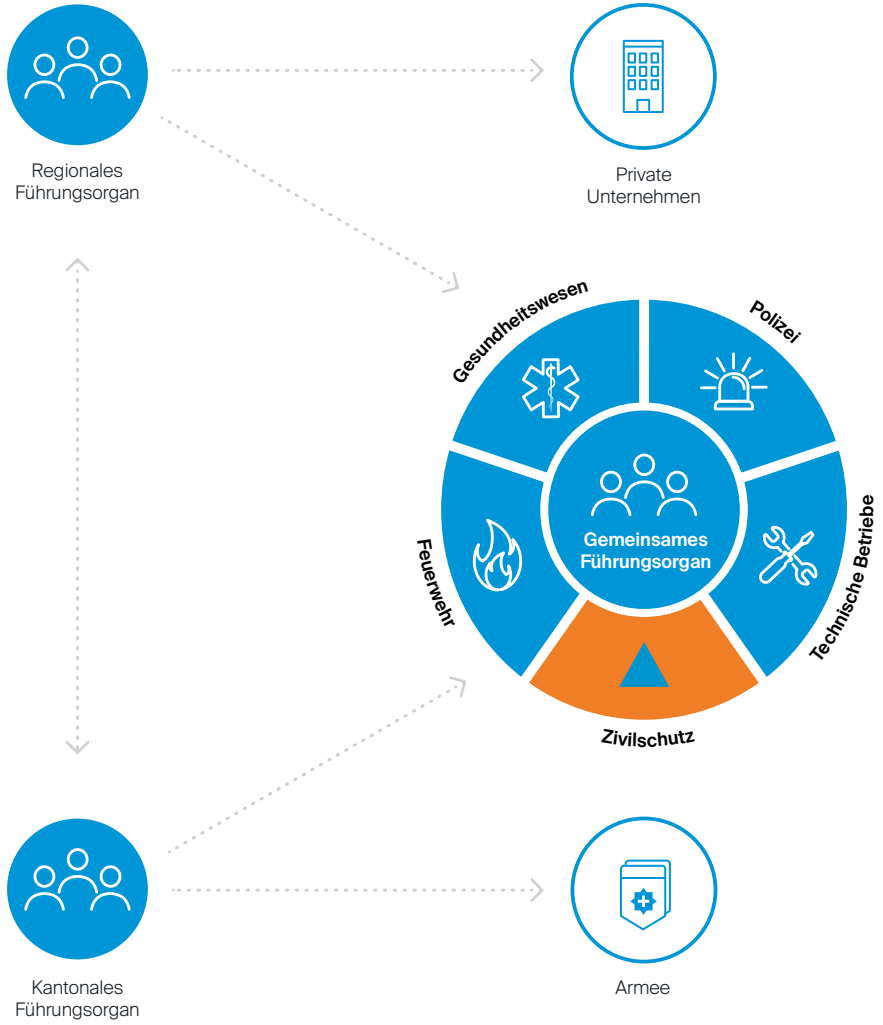 Regionales
Führungsorgan
Private
Unternehmen
Gesundheitswesen
Polizei
Gemeinsames
Führungsorgan
Feuerwehr
Technische Betriebe
Zivilschutz
Kantonales
Führungsorgan
Armee